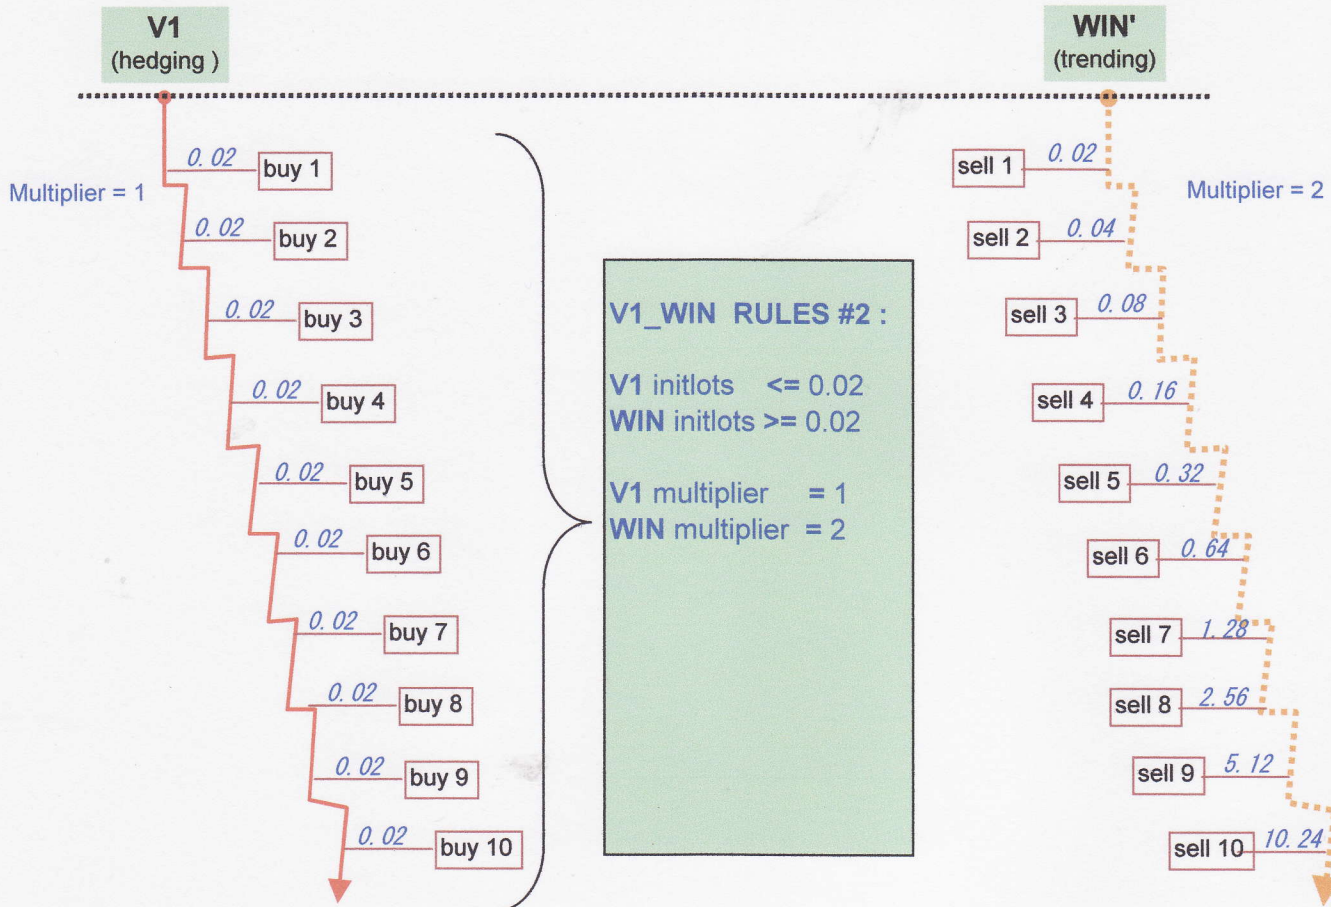 V1
(hedging )
WIN'
(trending)
Multiplier = 1
0.02 buy 1
0.02 buy 2
0.02 buy 3
0.02 buy 4
0.02 buy 5
0.02 buy 6
0.02 buy 7
0.02 buy 8
0.02 buy 9
0.02 buy 10
V1_WIN RULES #2 :
V1 initlots <= 0.02
WIN initlots >= 0.02
V1 multiplier = 1
WIN multiplier = 2
Multiplier = 2
sell 1 0.02
sell 2 0.04
sell 3 0.08
sell 4 0.16
sell 5 0.32
sell 6 0.64
sell 7 1.28
sell 8 2.56
sell 9 5.12
sell 10 10.24